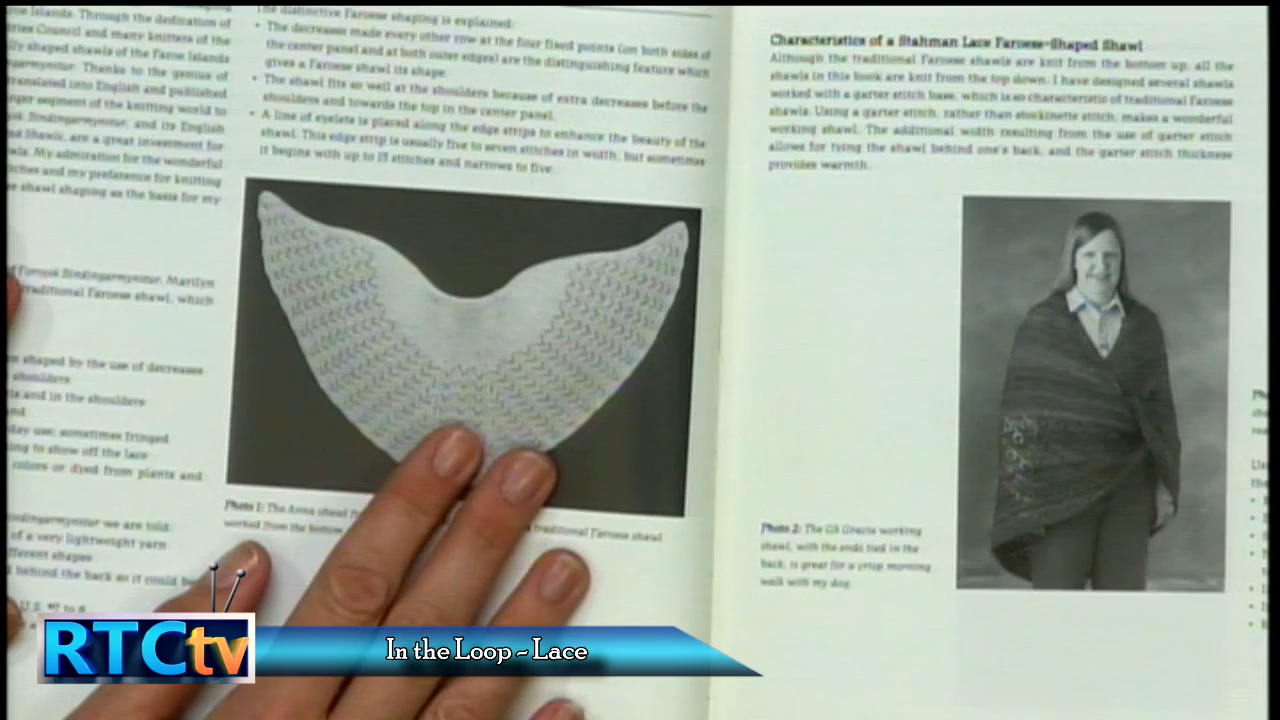 roe Islands. Through the dedication of
tries Council and many knitters of the
lly shaped shawls of the Faroe Islands
garnynstur. Thanks to the genius of
translated into English and published
rger segment of the knitting world to
and its English
Shawls, are a great investment for
My admiration for the wonderful
and my preference for knitting
shawl shaping as the basis for my
Marilyn
traditional Faroese shawl, which
shaped by the use of decreases
shoulders
and in the shoulders
use; sometimes fringed
ing to show off the lace
colors or dyed from plants and
we are told:
of a very lightweight yarn
fferent shapes
behind the back so it could be
U.S. #7 to a
The distinctive Faroese shaping is explained:
• The decreases made every other row at the four fixed points (on both sides of
the center panel and at both outer edges) are the distinguishing feature which
gives a Faroese shawl its shape.
• The shawl fits so well at the shoulders because of extra decreases before the
shoulders and towards the top in the center panel.
• A line of eyelets is placed along the edge strips to enhance the beauty of the
shawl. This edge strip is usually five to seven stitches in width, but sometimes
it begins with up to 15 stitches and narrows to five.
Photo 1: The Anna shawl
traditional Faroese shawl
worked from the bottom
Characteristics of a Stahman Lace Faroese-Shaped Shawl
Although the traditional Faroese shawls are knit from the bottom up, all the
shawls in this book are knit from the top down. I have designed several shawls
worked with a garter stitch base, which is so characteristic of traditional Faroese
shawls. Using a garter stitch, rather than stockinette stitch, makes a wonderful
working shawl. The additional width resulting from the use of garter stitch
allows for tying the shawl behind one's back, and the garter stitch thickness
provides warmth.
Photo 2: The Git Gracie working
shawl, with the ends tied in the
back, is great for a crisp morning
walk with my dog.
RTCtv
In the Loop - Lace